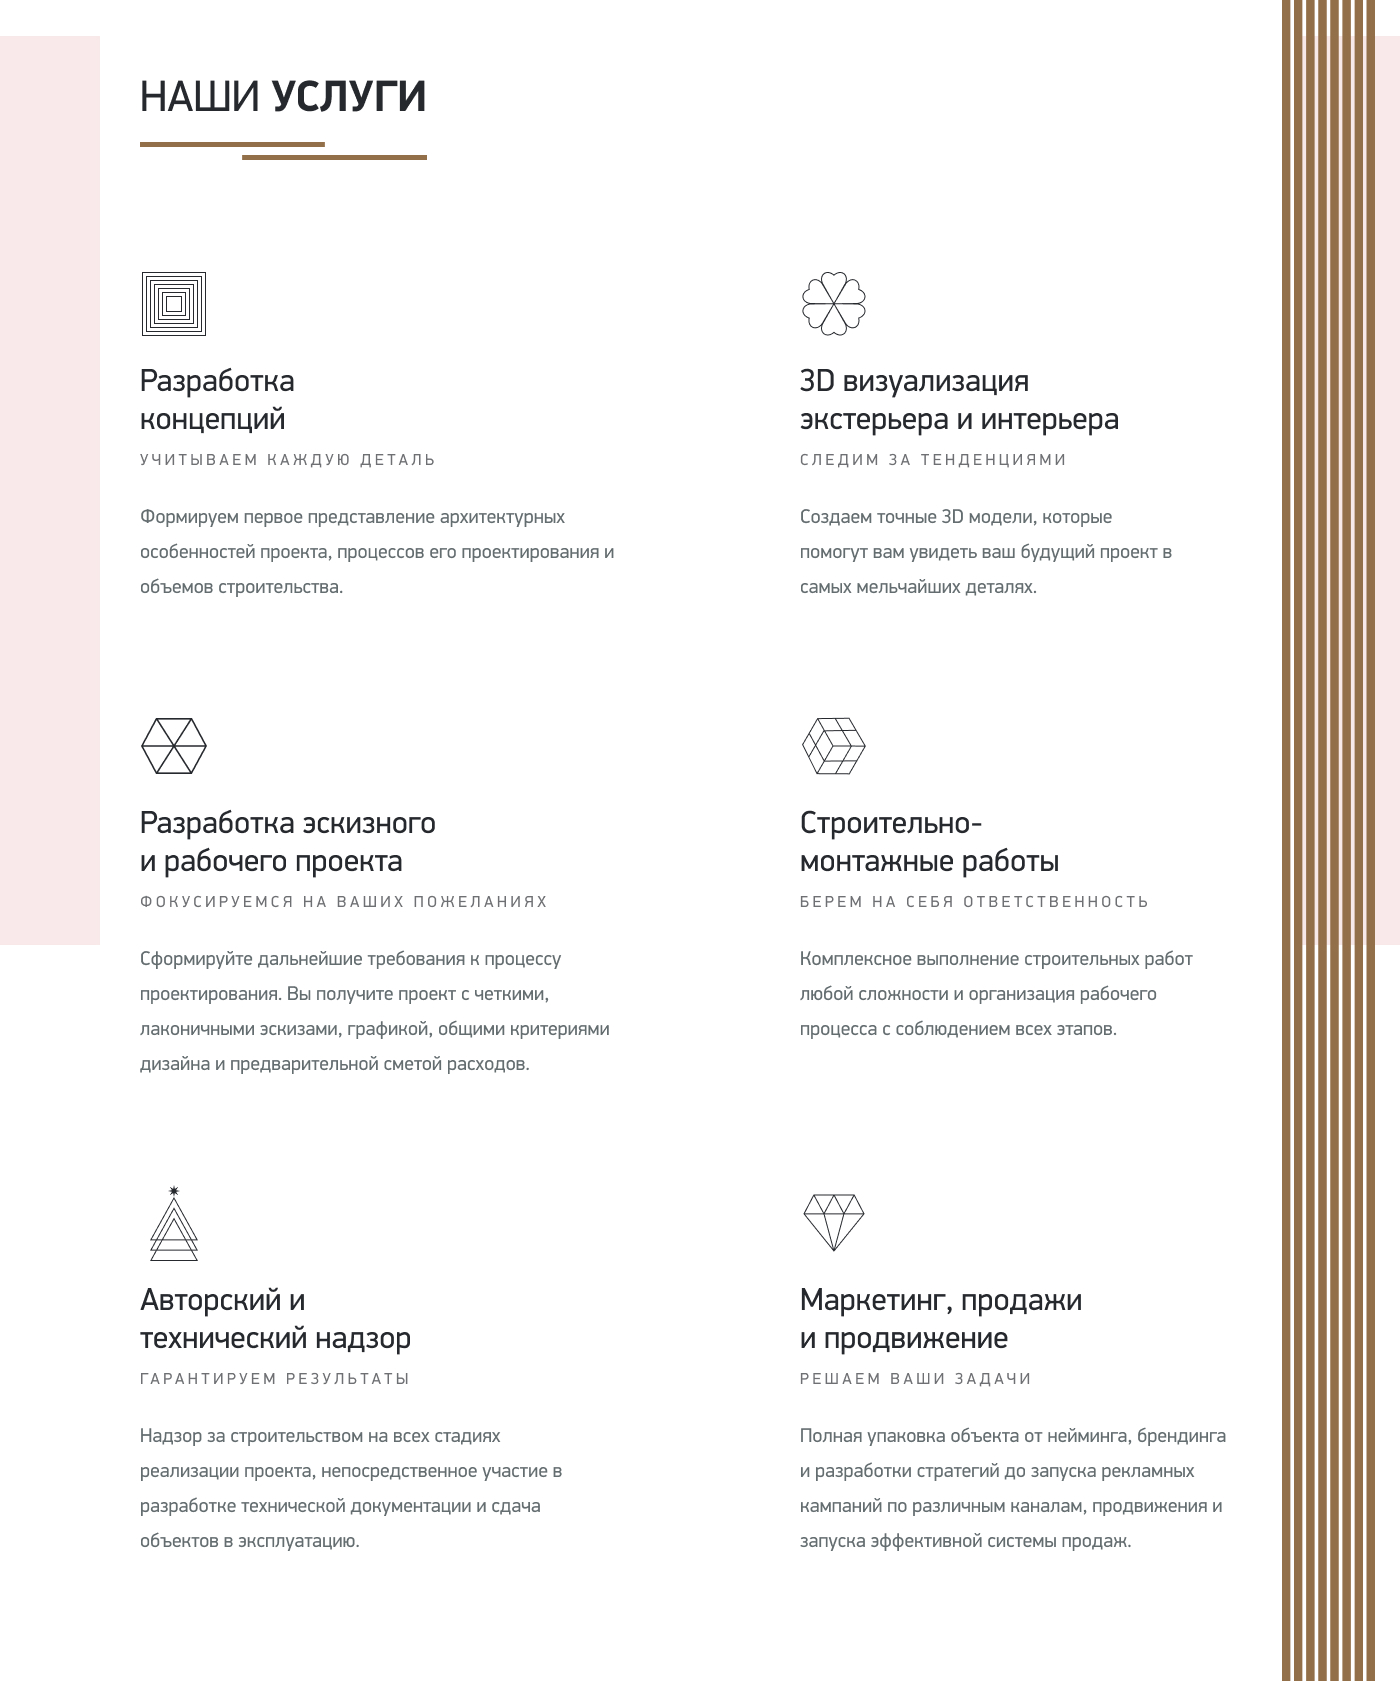 НАШИ УСЛУГИ
Разработка
концепций
УЧИТЫВАЕМ КАЖДУЮ ДЕТАЛЬ
Формируем первое представление архитектурных
особенностей проекта, процессов его проектирования и
объемов строительства.
3D визуализация
экстерьера и интерьера
СЛЕДИМ ЗА ТЕНДЕНЦИЯМИ
Создаем точные 3D модели, которые
помогут вам увидеть ваш будущий проект в
самых мельчайших деталях.
Разработка эскизного
и рабочего проекта
ФОКУСИРУЕМСЯ НА ВАШИХ ПОЖЕЛАНИЯХ
Сформируйте дальнейшие требования к процессу
проектирования. Вы получите проект с четкими,
лаконичными эскизами, графикой, общими критериями
дизайна и предварительной сметой расходов.
Строительно-
монтажные работы
БЕРЕМ НА СЕБЯ ОТВЕТСТВЕННОСТЬ
Комплексное выполнение строительных работ
любой сложности и организация рабочего
процесса с соблюдением всех этапов.
Авторский и
технический надзор
ГАРАНТИРУЕМ РЕЗУЛЬТАТЫ
Надзор за строительством на всех стадиях
реализации проекта, непосредственное участие в
разработке технической документации и сдача
объектов в эксплуатацию.
Маркетинг, продажи
и продвижение
РЕШАЕМ ВАШИ ЗАДАЧИ
Полная упаковка объекта от нейминга, брендинга
и разработки стратегий до запуска рекламных
кампаний по различным каналам, продвижения и
запуска эффективной системы продаж.